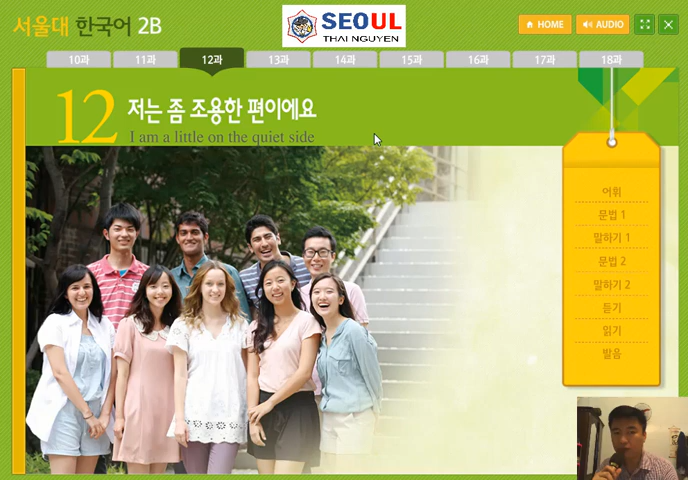 서울대 한국어 2B
SEOUL
THAI NGUYEN
HOME
AUDIO
10과
11과
12과
13과
14과
15과
16과
17과
18과
12 저는 좀 조용한 편이에요
I am a little on the quiet side
어휘
문법 1
말하기 1
문법 2
말하기 2
듣기
읽기
발음